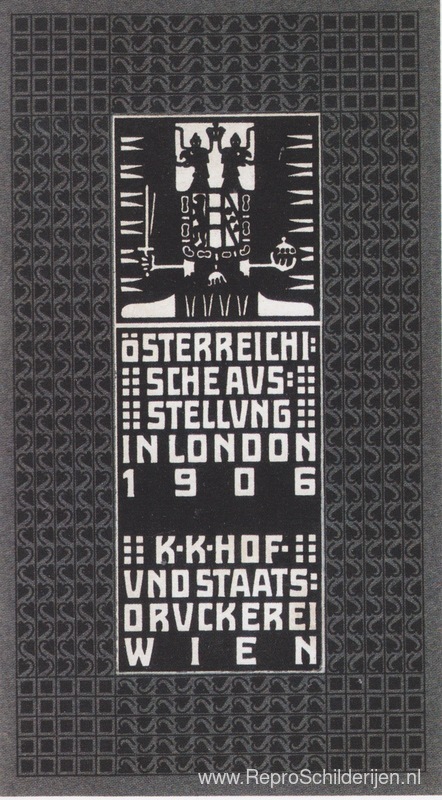 ÖSTERREICHI:
SCHE AVS:
STELLVNG
IN LONDON
1906
K·K·HOF-
VND STAATS:
DRVCKEREI
WIEN
www.ReproSchilderijen.nl